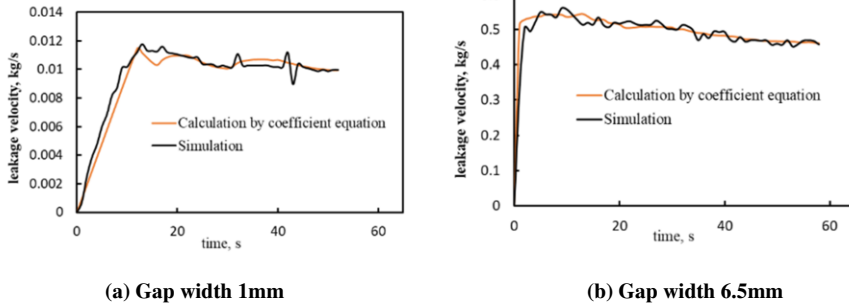 0.014
0.012
0.01
0.008
0.006
0.004
0.002
0
leakage velocity, kg/s
Calculation by coefficient equation
Simulation
0
20
40
60
time, s
(a) Gap width 1mm
0.5
0.4
0.3
0.2
0.1
0
leakage velocity, kg/s
Calculation by coefficient equation
Simulation
0
20
40
60
time, s
(b) Gap width 6.5mm